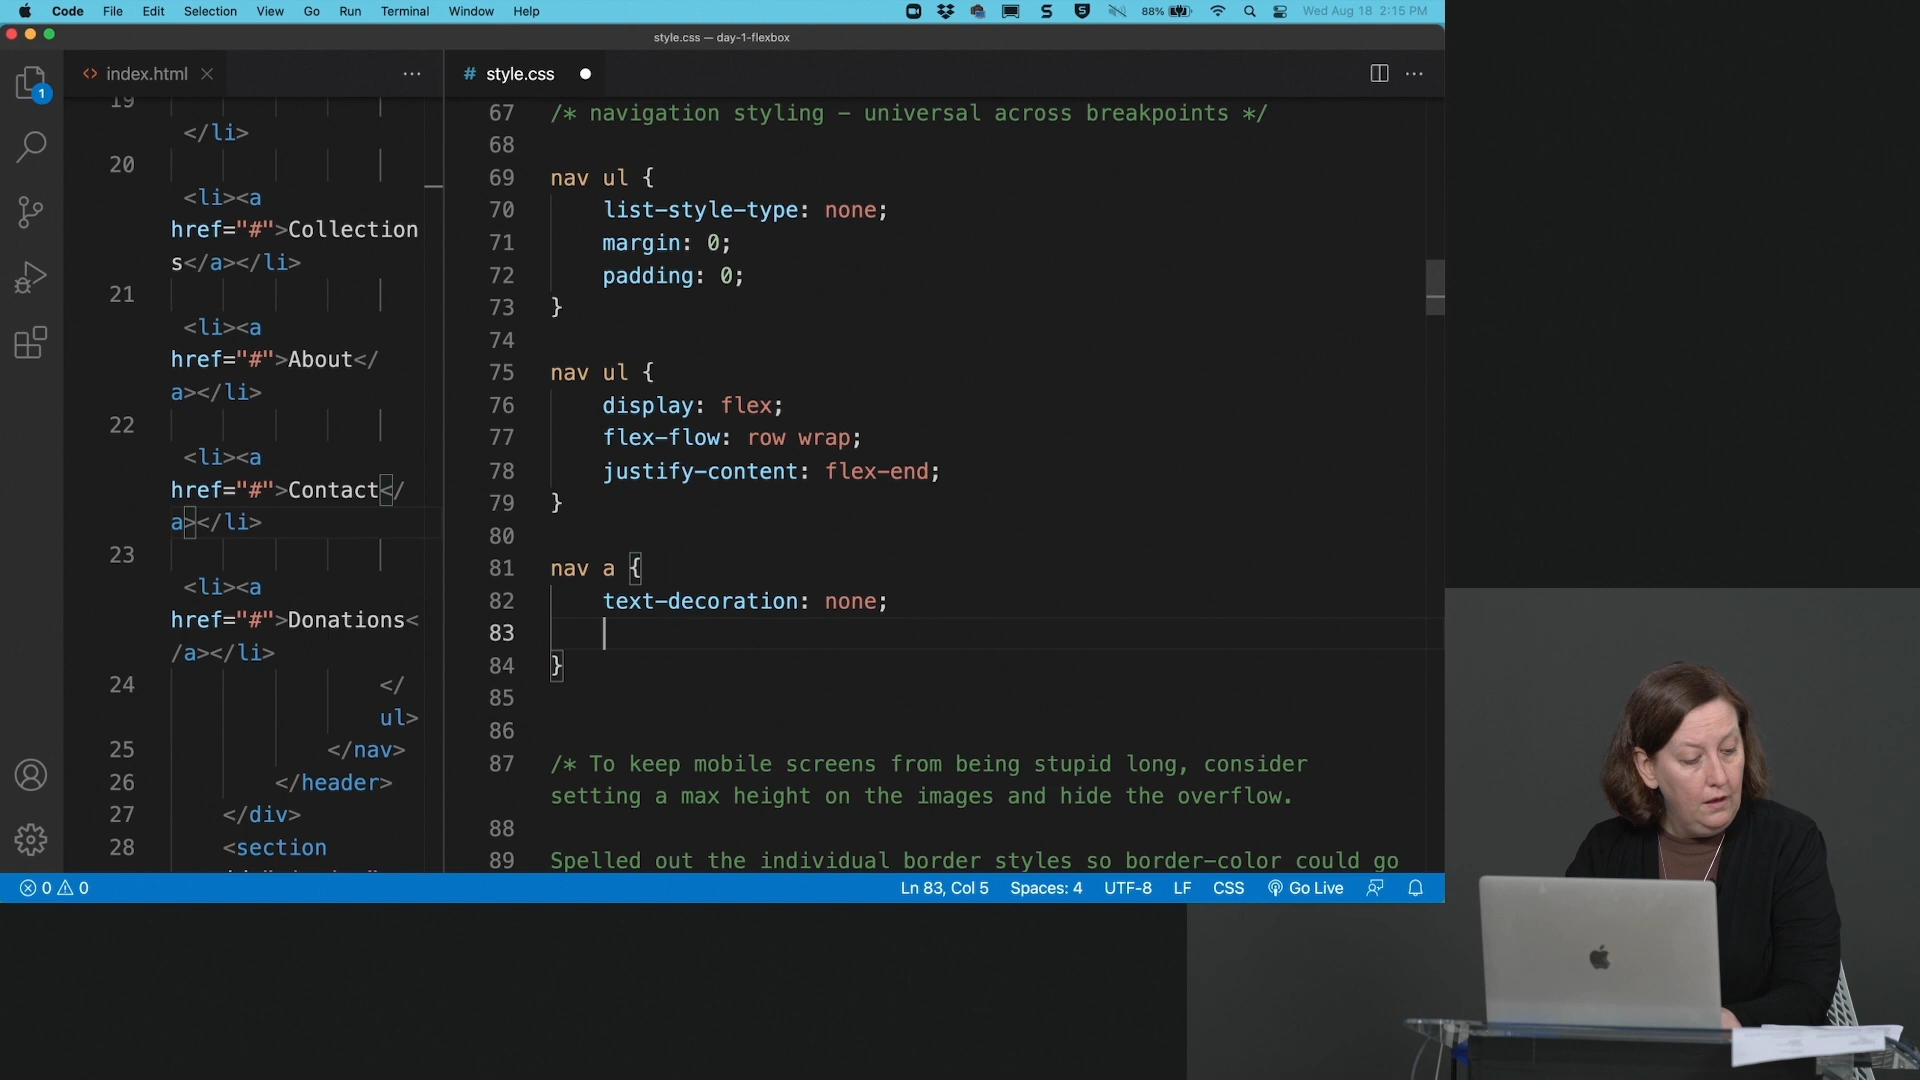 Code File Edit Selection View Go Run Terminal Window Help 88% Wed Aug 18 2:15 PM
style.css — day-1-flexbox
index.html
style.css
1
19
</li>
20
<li><a
href="#">Collection
s</a></li>
21
<li><a
href="#">About</
a></li>
22
<li><a
href="#">Contact</
a></li>
23
<li><a
href="#">Donations<
/a></li>
24 </
ul>
25 </nav>
26 </header>
27 </div>
28 <section
67 /* navigation styling – universal across breakpoints */
68
69 nav ul {
70 list-style-type: none;
71 margin: 0;
72 padding: 0;
73 }
74
75 nav ul {
76 display: flex;
77 flex-flow: row wrap;
78 justify-content: flex-end;
79 }
80
81 nav a {
82 text-decoration: none;
83
84 }
85
86
87 /* To keep mobile screens from being stupid long, consider
setting a max height on the images and hide the overflow.
88
89 Spelled out the individual border styles so border-color could go
0 0 Ln 83, Col 5 Spaces: 4 UTF-8 LF CSS Go Live